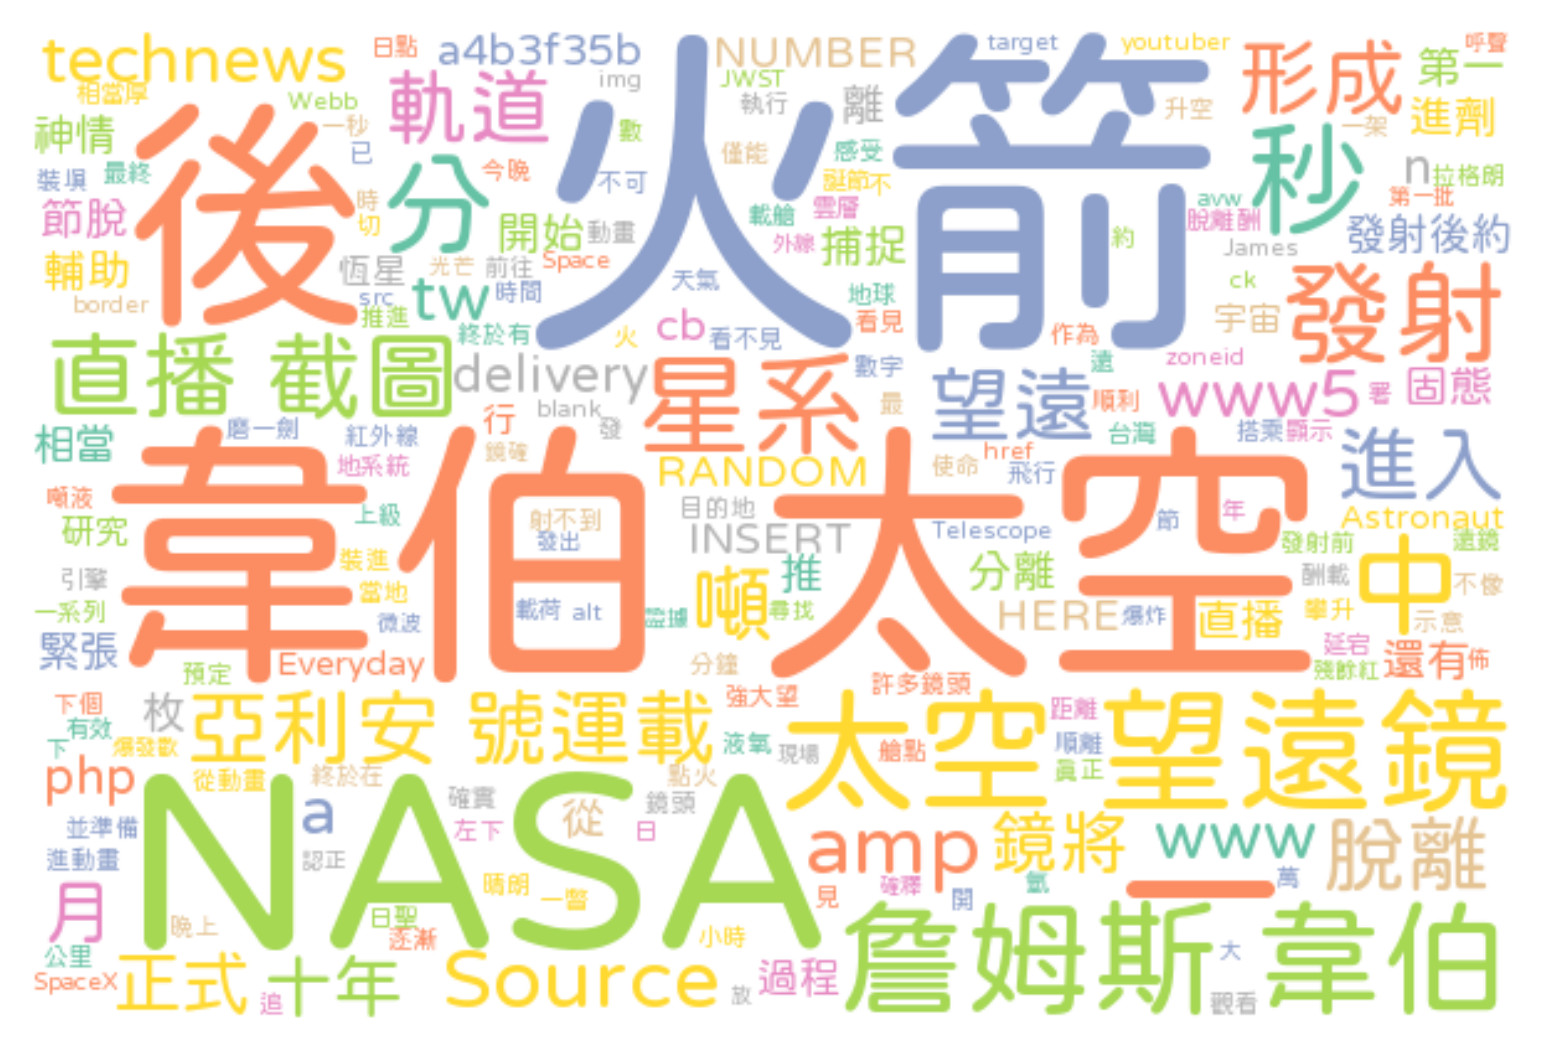 technews
日點
a4b3f35b
NUMBER
target
youtuber
形成
第一
呼聲
相當厚
Webb
軌道
img
JWST
執行
離
火箭
升空
一架
進劑
神情
一秒
已
數
僅能
感受
秒
n
拉格朗
裝填
最終
後
時
切
分
今晚
不可
誕節
不
載艙
雲層
avw
脫離酬
第一批
節脫
開始
動畫
外線
捕捉
約
James
發射後約
輔助
恆星
光芒
前往
Space
天氣
地球
ck
發射
border
src
推進
tw
時間
終於有
火
cb
看不見
看見
作為
宇宙
直播 截圖
delivery
星系
數字
遠
zoneid
望遠
順利
www5
署
固態
blank
行
發
最
相當
磨一劍
紅外線
地系統
鏡確
RANDOM
使命
href
飛行
台灣
搭乘
顯示
進入
噸液
韋伯太空
上級
射不到
發出
目的地
INSERT
Telescope
節
年
Astronaut
發射前
遠鏡
研究
引擎
裝進
當地
噸
推
分離
酬載
中
不像
一系列
微波
載荷
alt
證據
尋找
HERE
爆炸
直播
攀升
示意
緊張
預定
Everyday
分鐘
許多鏡頭
延宕
殘餘紅
還有
佈
下個
有效
下
爆發歡
枚
亞利安 號運載
強大望
液氧
現場
艙點
太空望遠鏡
距離
順離
真正
php
從動畫
終於在
點火
鏡頭
確實
左下
從
日
NASA
a
認正
並準備
進動畫
amp
鏡將
www
脫離
月
晴朗
一瞥
見
確釋
開
氫
一
萬
晚上
日聖
逐漸
小時
公里
SpaceX
正式
追
十年
Source
放
過程
詹姆斯 韋伯
大
觀看